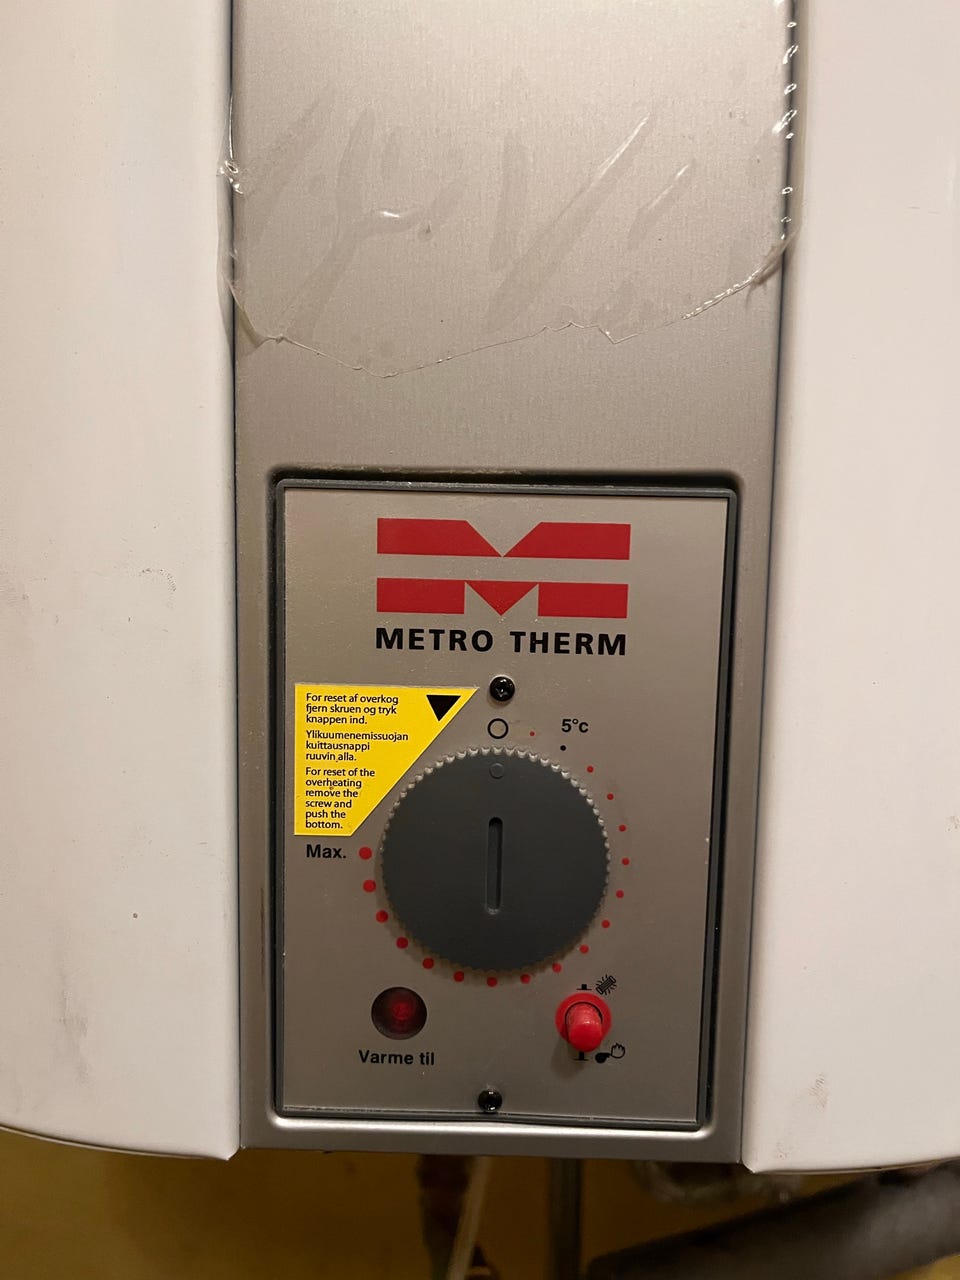 METRO THERM
For reset af overkog
fjern skruen og tryk
knappen ind.
Ylikuumenemissuojan
kuittausnappi
ruuvin alla.
For reset of the
overheating
remove the
screw and
push the
bottom.
5°c
Max.
Varme til